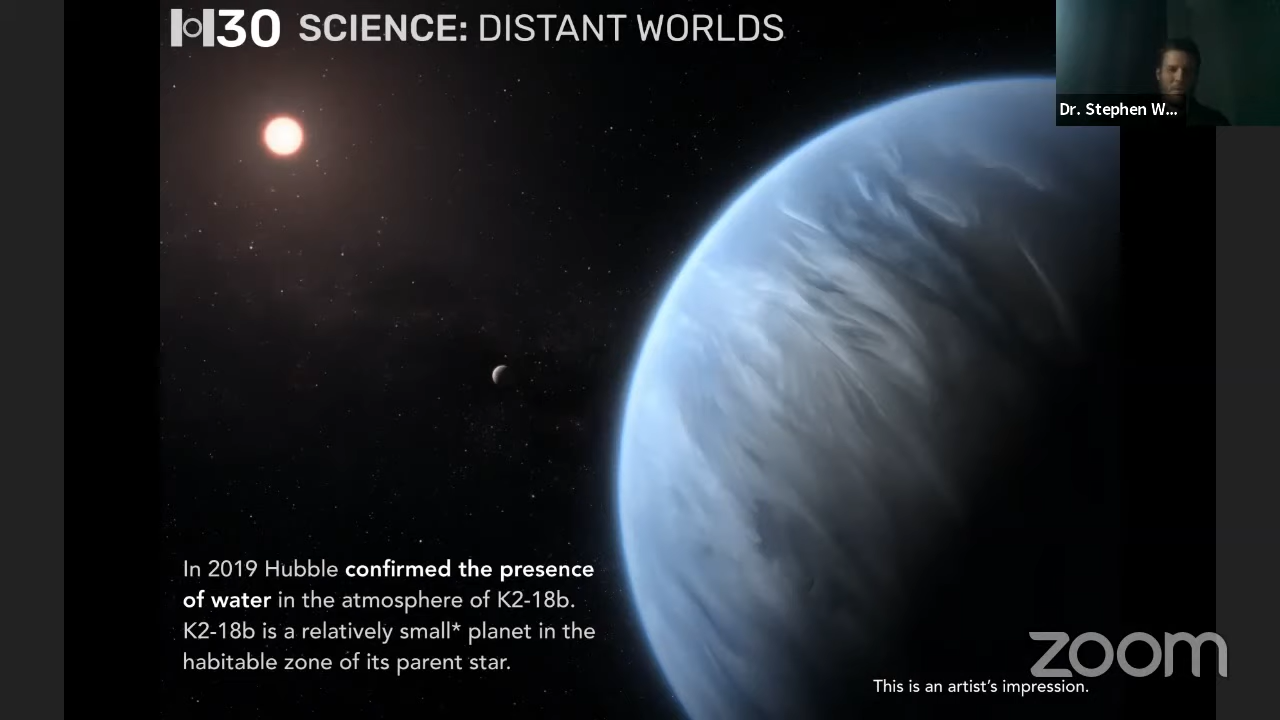 30 SCIENCE: DISTANT WORLDS
Dr. Stephen W...
In 2019 Hubble confirmed the presence
of water in the atmosphere of K2-18b.
K2-18b is a relatively small* planet in the
habitable zone of its parent star.
zoom
This is an artist's impression.